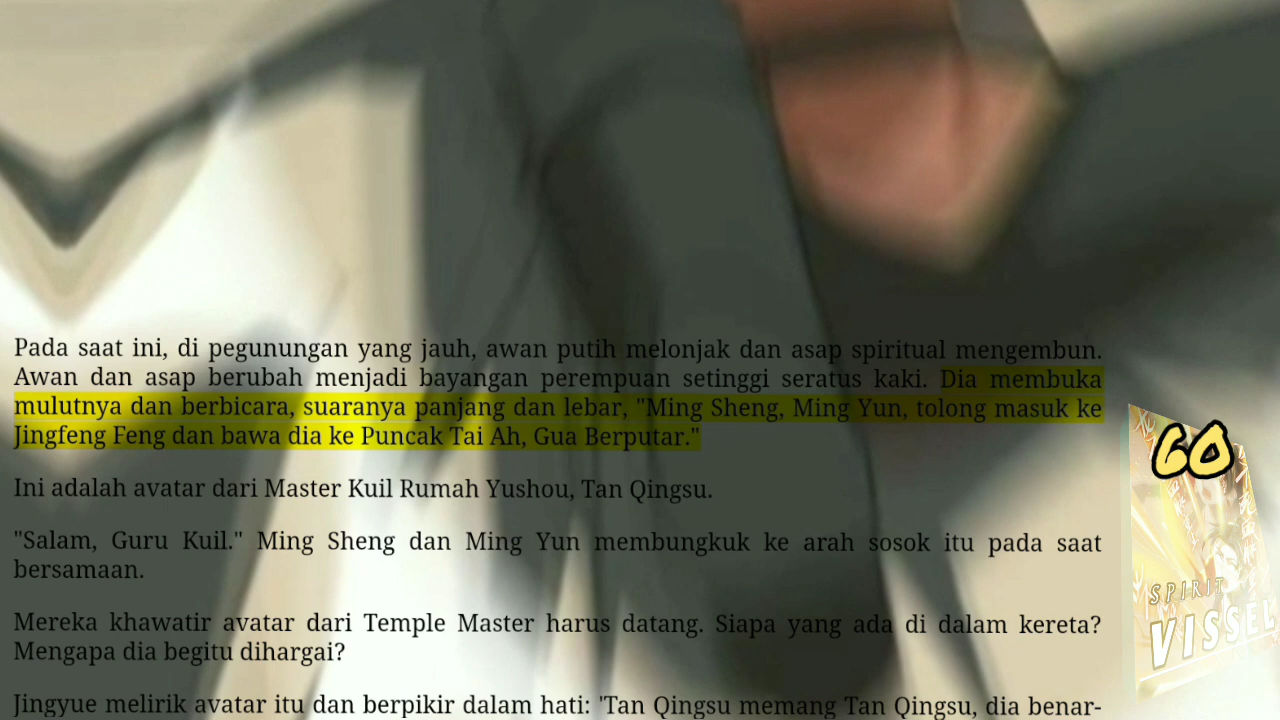 Pada saat ini, di pegunungan yang jauh, awan putih melonjak dan asap spiritual mengembun.
Awan dan asap berubah menjadi bayangan perempuan setinggi seratus kaki. Dia membuka
mulutnya dan berbicara, suaranya panjang dan lebar, "Ming Sheng, Ming Yun, tolong masuk ke
Jingfeng Feng dan bawa dia ke Puncak Tai Ah, Gua Berputar."
Ini adalah avatar dari Master Kuil Rumah Yushou, Tan Qingsu.
"Salam, Guru Kuil." Ming Sheng dan Ming Yun membungkuk ke arah sosok itu pada saat
bersamaan.
Mereka khawatir avatar dari Temple Master harus datang. Siapa yang ada di dalam kereta?
Mengapa dia begitu dihargai?
Jingyue melirik avatar itu dan berpikir dalam hati: 'Tan Qingsu memang Tan Qingsu, dia benar-
60
SPIRIT
VISSEL